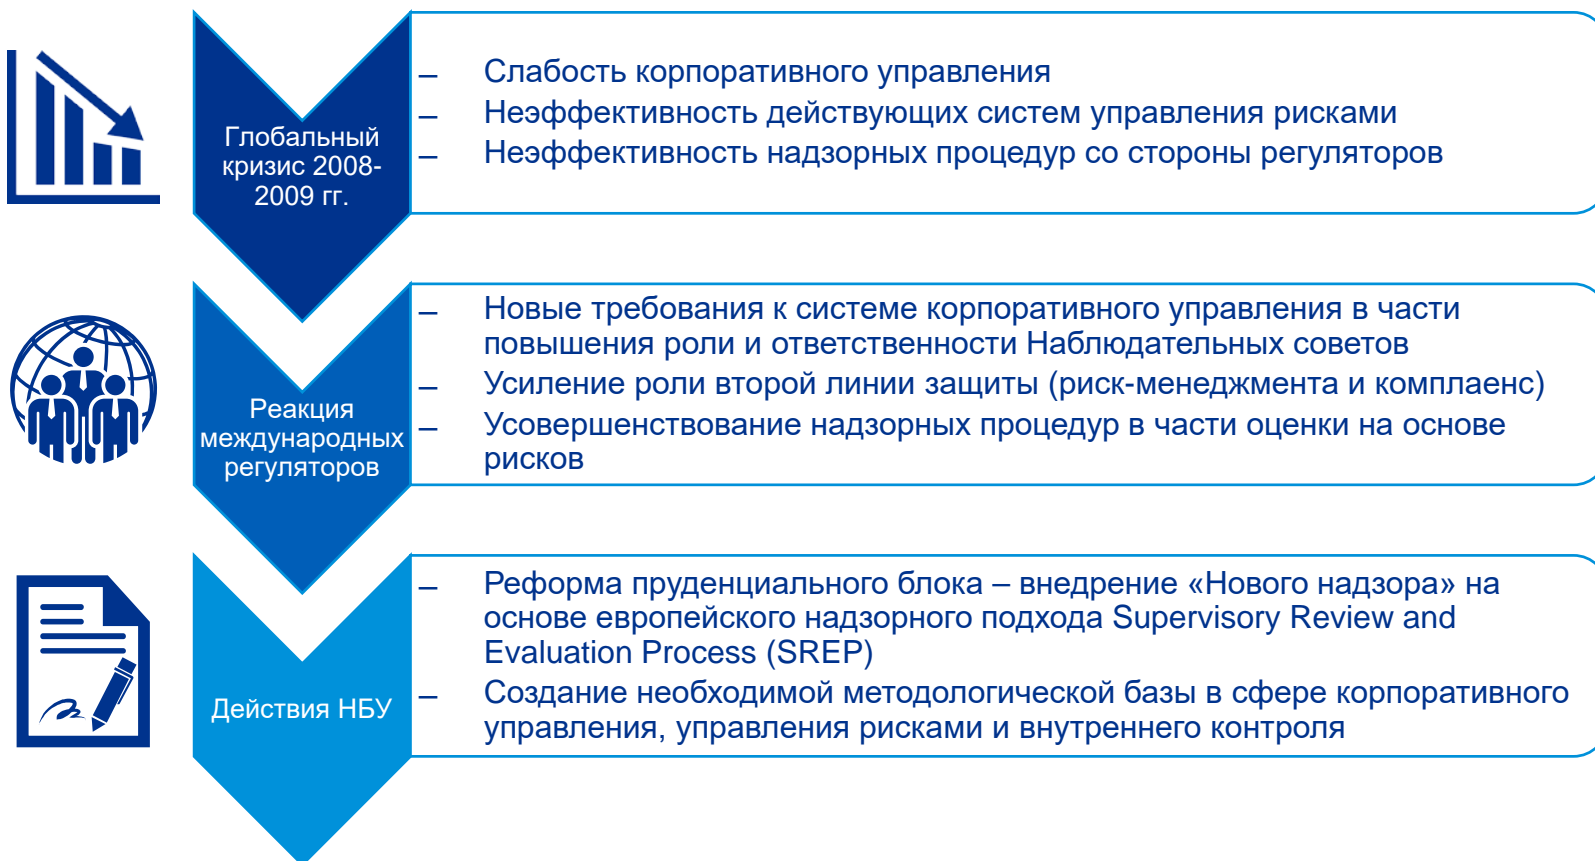 Глобальный
кризис 2008-
2009 гг.
– Слабость корпоративного управления
– Неэффективность действующих систем управления рисками
– Неэффективность надзорных процедур со стороны регуляторов
Реакция
международных
регуляторов
– Новые требования к системе корпоративного управления в части
повышения роли и ответственности Наблюдательных советов
– Усиление роли второй линии защиты (риск-менеджмента и комплаенс)
– Усовершенствование надзорных процедур в части оценки на основе
рисков
Действия НБУ
– Реформа пруденциального блока – внедрение «Нового надзора» на
основе европейского надзорного подхода Supervisory Review and
Evaluation Process (SREP)
– Создание необходимой методологической базы в сфере корпоративного
управления, управления рисками и внутреннего контроля